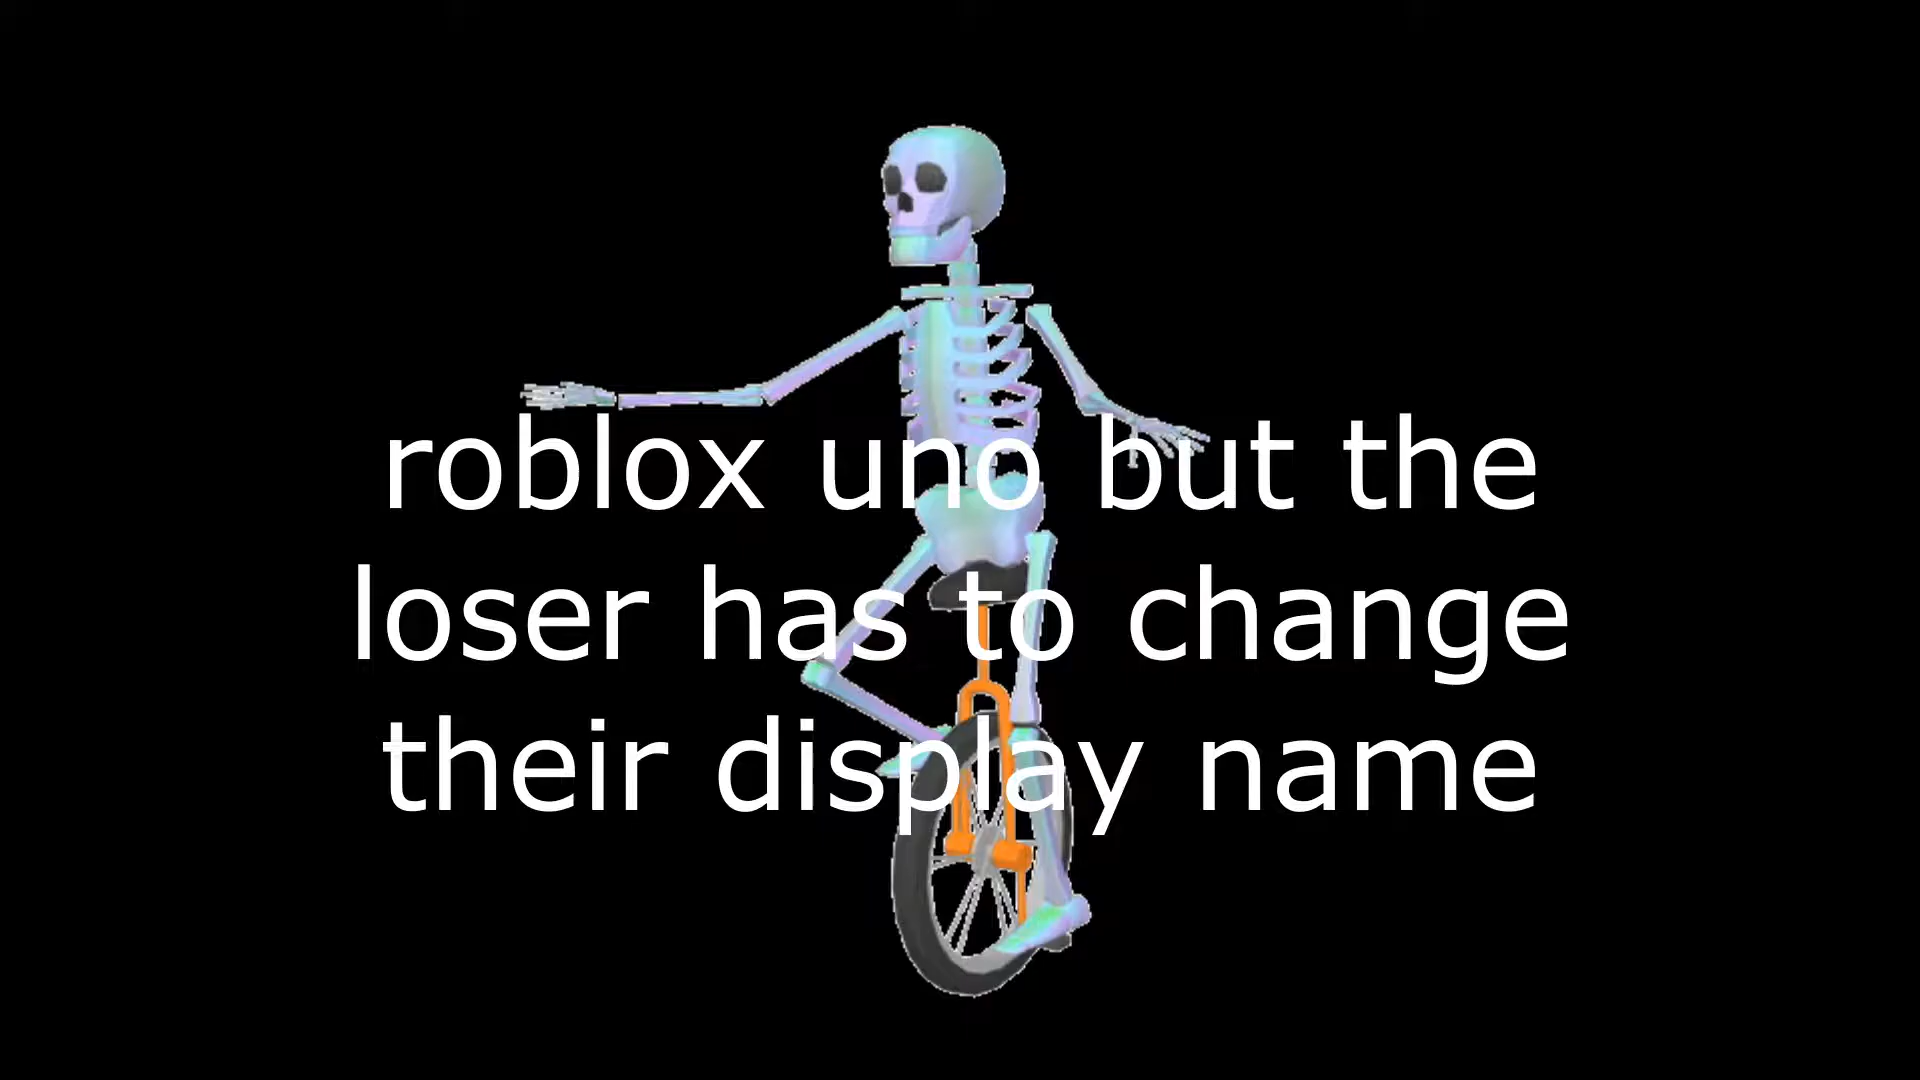 roblox uno but the
loser has to change
their display name